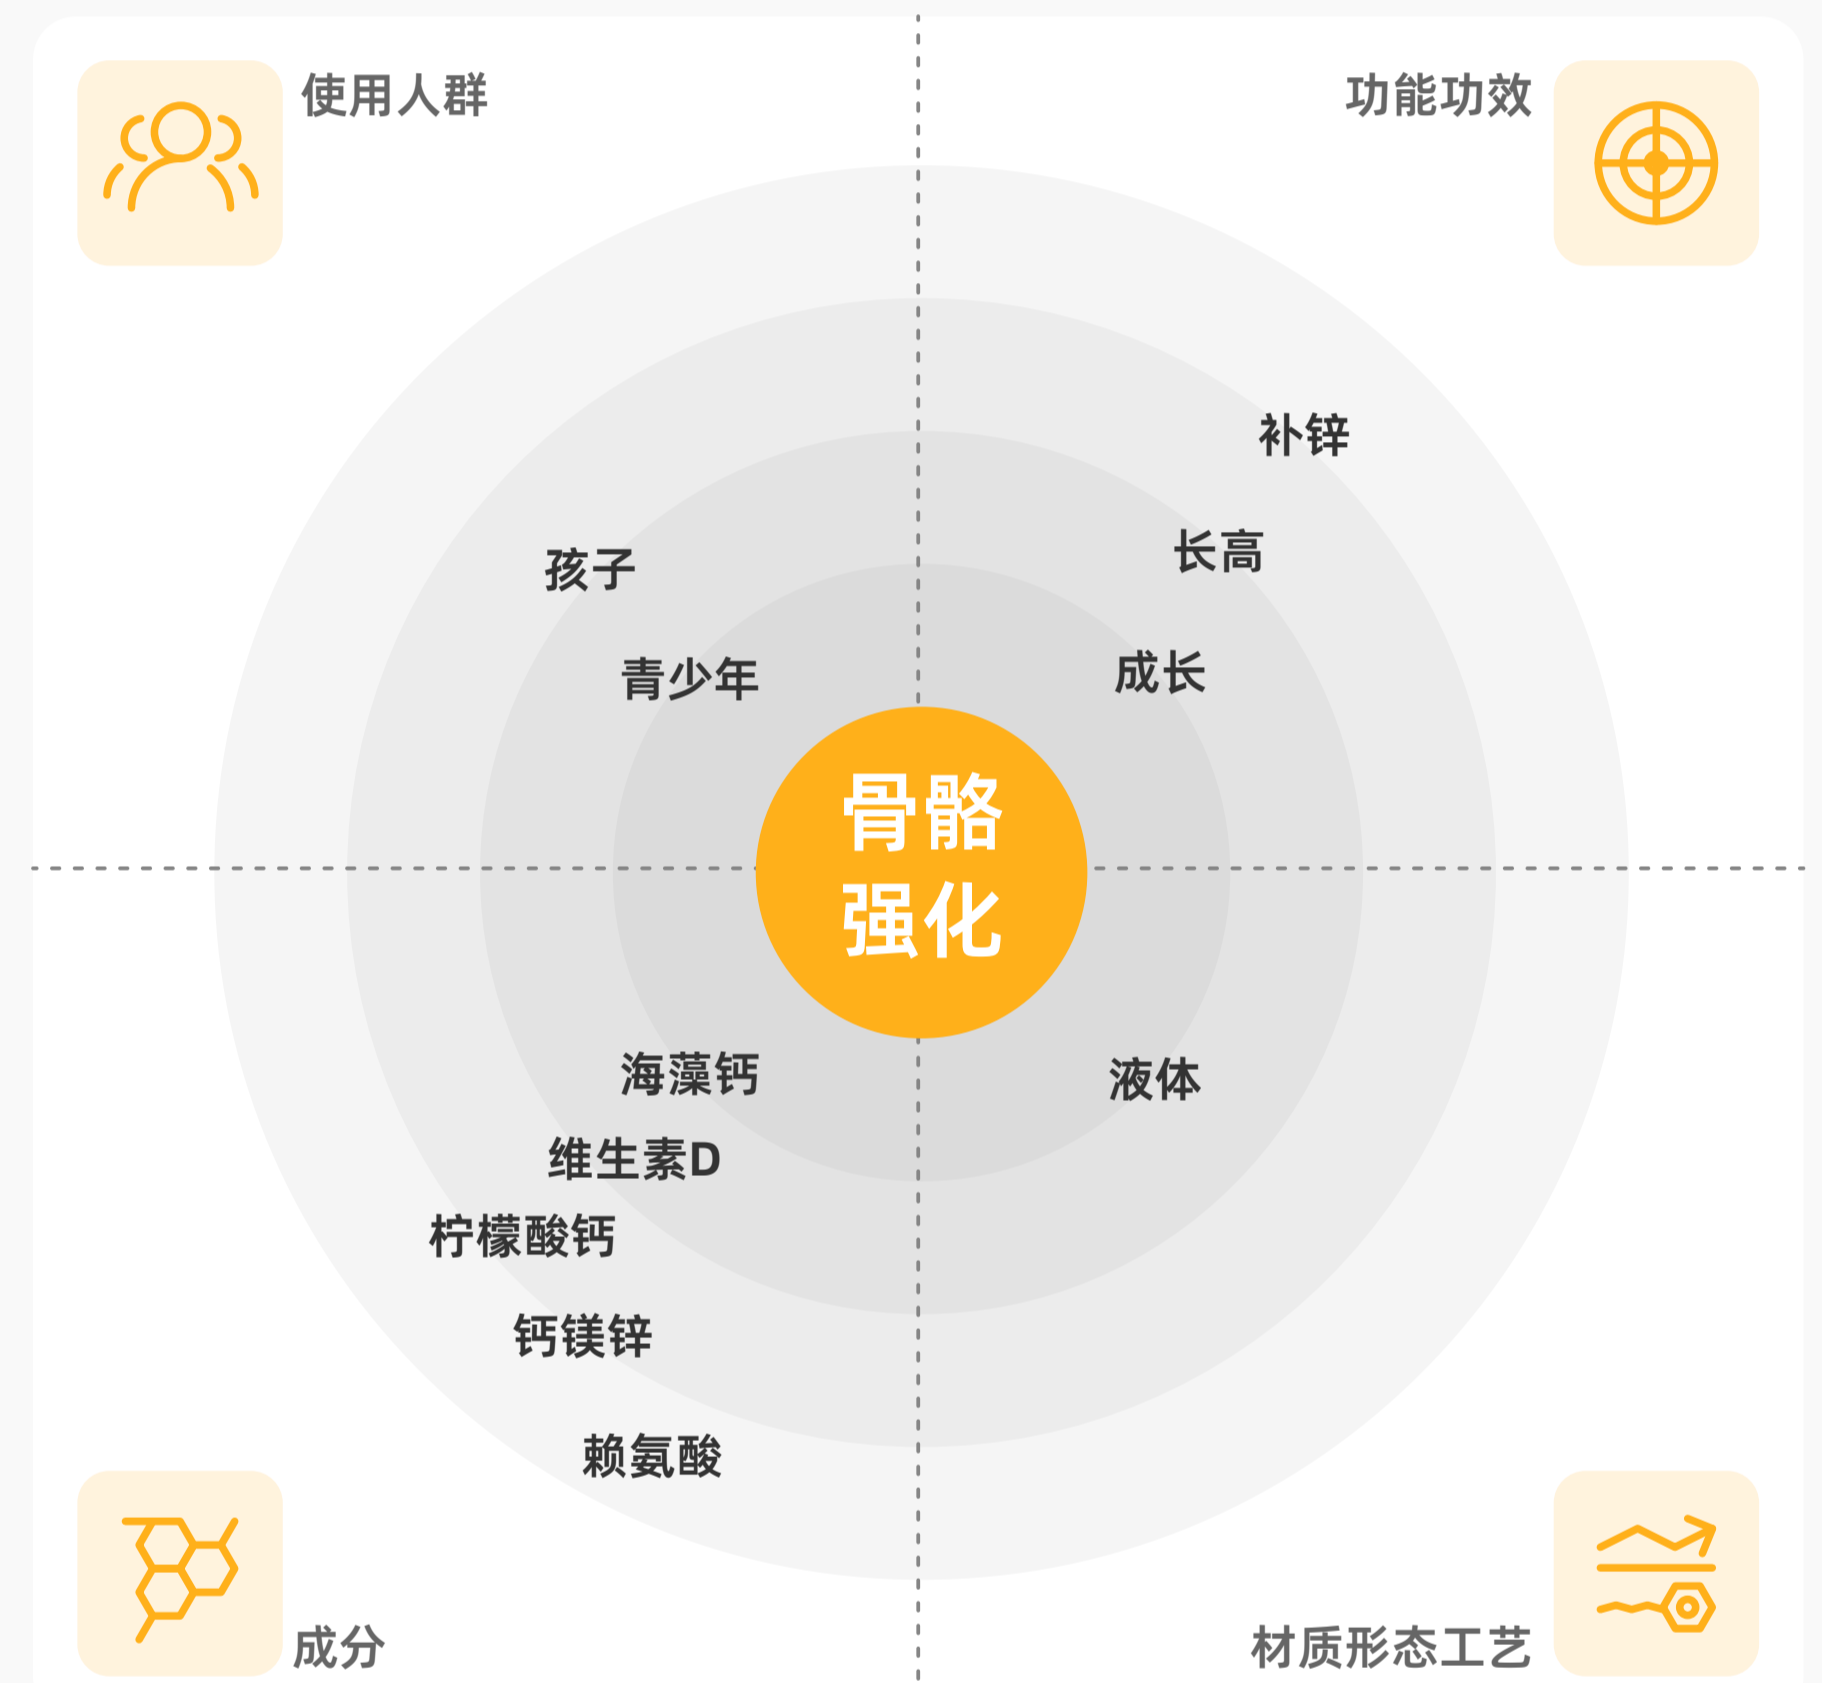 使用人群
功能功效
补锌
长高
孩子
成长
青少年
骨骼
强化
海藻钙
液体
维生素D
柠檬酸钙
钙镁锌
赖氨酸
成分
材质形态工艺